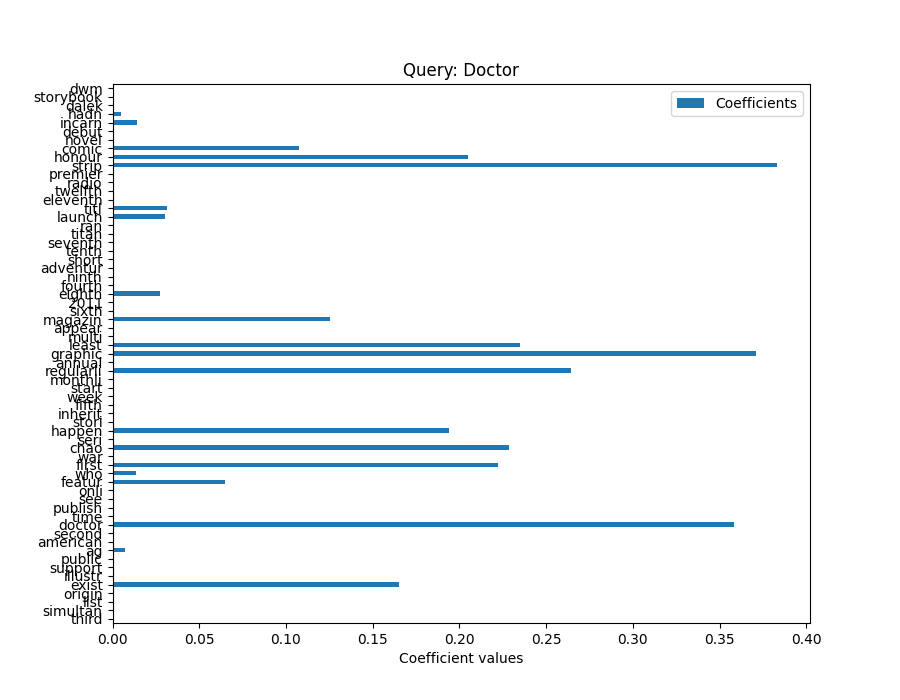 Query: Doctor
Coefficients
dwm
storybook
dalek
hadn
incarn
debut
novel
comic
honour
strip
premier
radio
twelfth
eleventh
titl
launch
ran
titan
seventh
tenth
short
adventur
ninth
fourth
eighth
2011
sixth
magazin
appear
multi
least
graphic
annual
regularli
monthli
start
week
fifth
inherit
stori
happen
seri
chao
war
first
who
featur
onli
see
publish
time
doctor
second
american
ag
public
support
illustr
exist
origin
list
simultan
third
0.00 0.05 0.10 0.15 0.20 0.25 0.30 0.35 0.40
Coefficient values